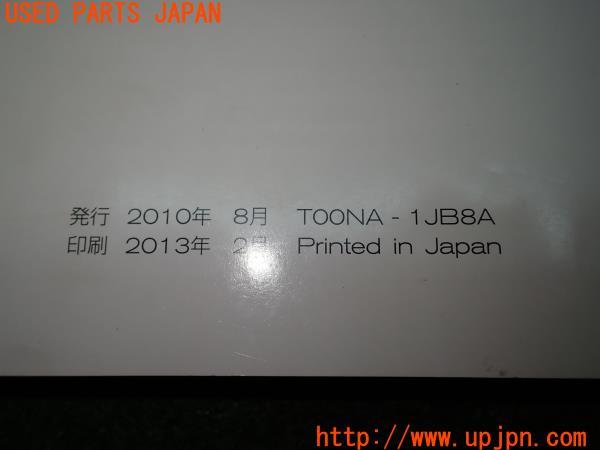 USED PARTS JAPAN
発行 2010年 8月 T00NA - 1JB8A
印刷 2013年 2月 Printed in Japan
http://www.upjpn.com/